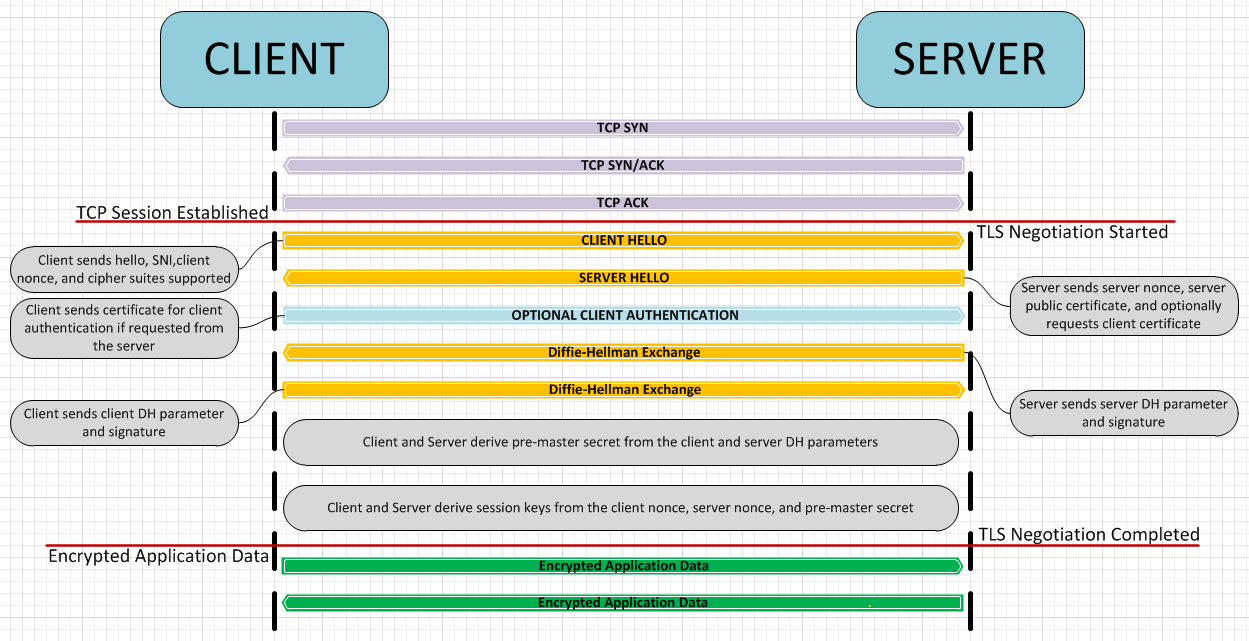 CLIENT
SERVER
TCP SYN
TCP SYN/ACK
TCP ACK
TCP Session Established
TLS Negotiation Started
CLIENT HELLO
Client sends hello, SNI,client
nonce, and cipher suites supported
SERVER HELLO
Server sends server nonce, server
public certificate, and optionally
requests client certificate
Client sends certificate for client
authentication if requested from
the server
OPTIONAL CLIENT AUTHENTICATION
Diffie-Hellman Exchange
Diffie-Hellman Exchange
Client sends client DH parameter
and signature
Server sends server DH parameter
and signature
Client and Server derive pre-master secret from the client and server DH parameters
Client and Server derive session keys from the client nonce, server nonce, and pre-master secret
TLS Negotiation Completed
Encrypted Application Data
Encrypted Application Data
Encrypted Application Data